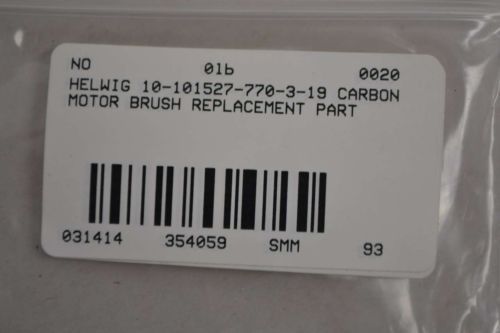 NO 01b 0020
HELWIG 10-101527-770-3-19 CARBON
MOTOR BRUSH REPLACEMENT PART
031414 354059 SMM 93